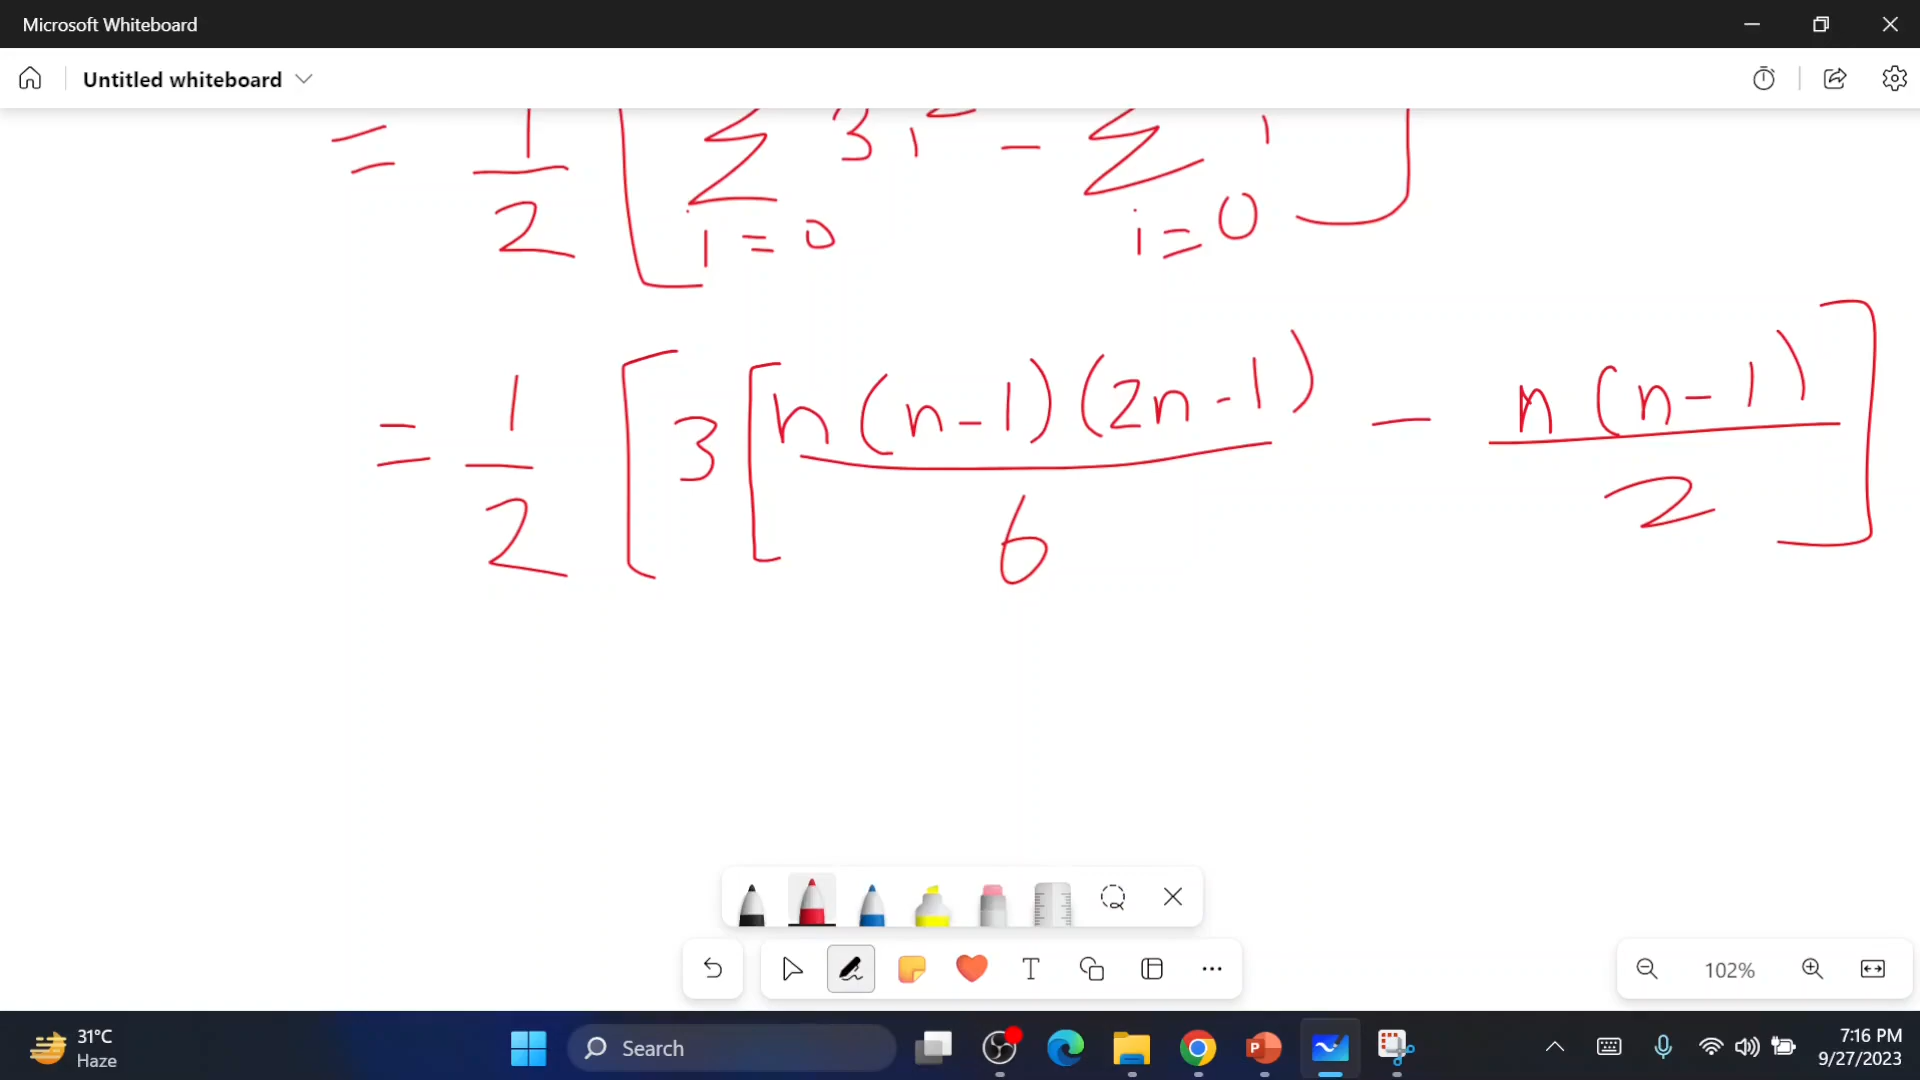 Microsoft Whiteboard
Untitled whiteboard
= 1/2 [ ∑ 3i² - ∑ i ]
i = 0 i = 0
= 1/2 [ 3 [ n(n-1)(2n-1) / 6 - n(n-1) / 2 ]
102%
31°C
Haze
Search
7:16 PM
9/27/2023